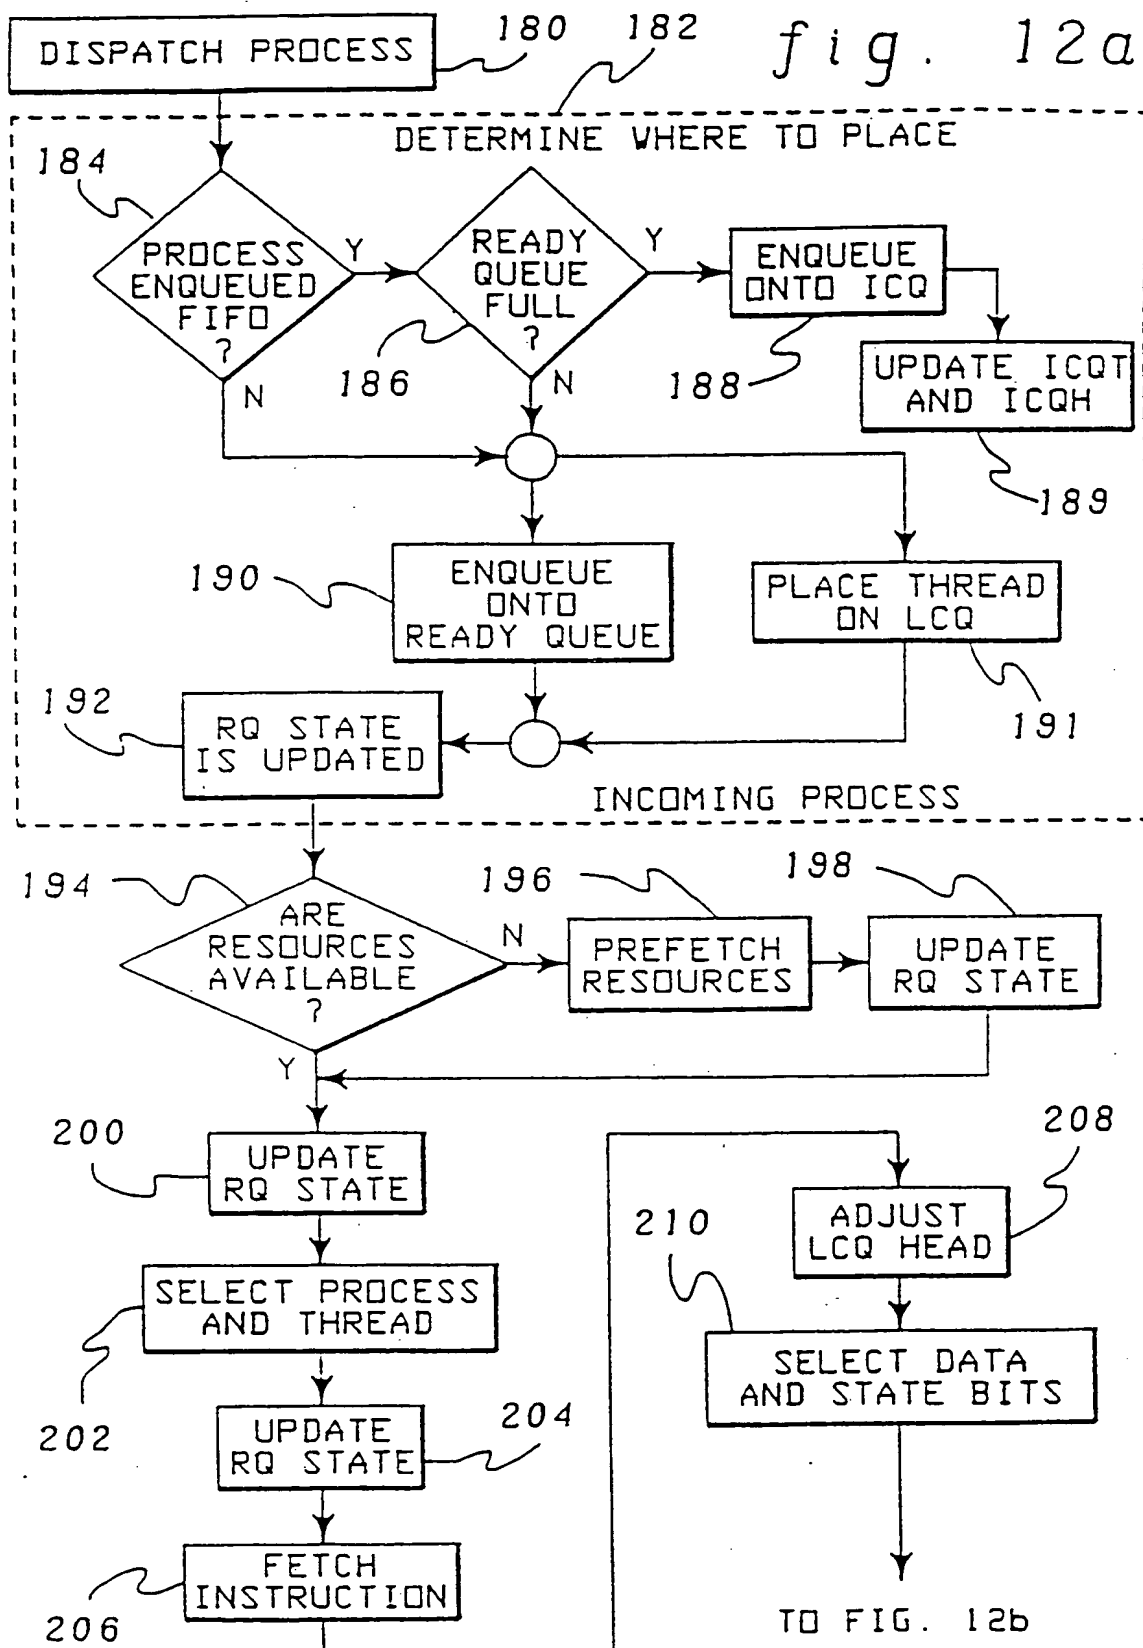 fig. 12a
DISPATCH PROCESS
180
182
DETERMINE WHERE TO PLACE
184
PROCESS
ENQUEUED
FIFO
?
Y
N
READY
QUEUE
FULL
?
186
Y
N
ENQUEUE
ONTO ICQ
188
UPDATE ICQT
AND ICQH
189
190
ENQUEUE
ONTO
READY QUEUE
PLACE THREAD
ON LCQ
191
192
RQ STATE
IS UPDATED
INCOMING PROCESS
194
ARE
RESOURCES
AVAILABLE
?
N
Y
196
PREFETCH
RESOURCES
198
UPDATE
RQ STATE
200
UPDATE
RQ STATE
SELECT PROCESS
AND THREAD
202
UPDATE
RQ STATE
204
FETCH
INSTRUCTION
206
208
ADJUST
LCQ HEAD
210
SELECT DATA
AND STATE BITS
TO FIG. 12b